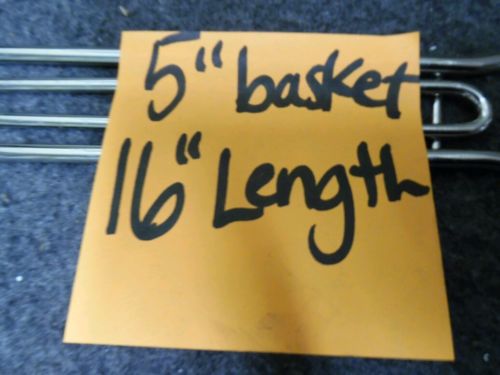 5" basket
16" Length